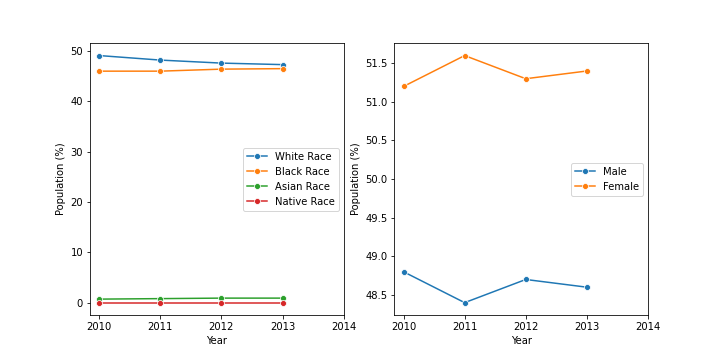 50
40
30
20
10
0
Population (%)
2010 2011 2012 2013 2014
Year
White Race
Black Race
Asian Race
Native Race
51.5
51.0
50.5
50.0
49.5
49.0
48.5
Population (%)
2010 2011 2012 2013 2014
Year
Male
Female